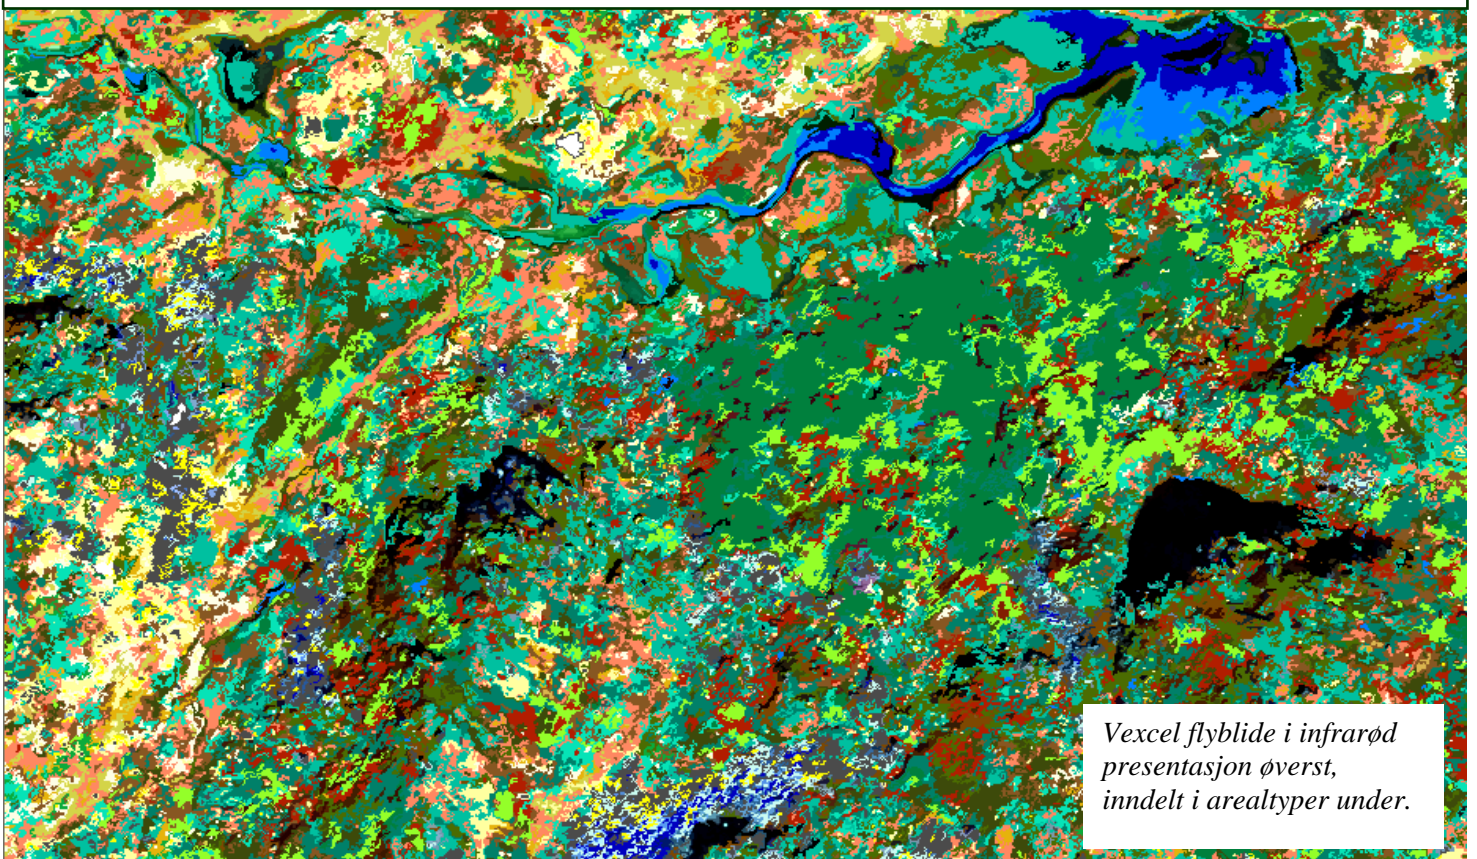 Vexcel flyblide i infrarød
presentasjon øverst,
inndelt i arealtyper under.